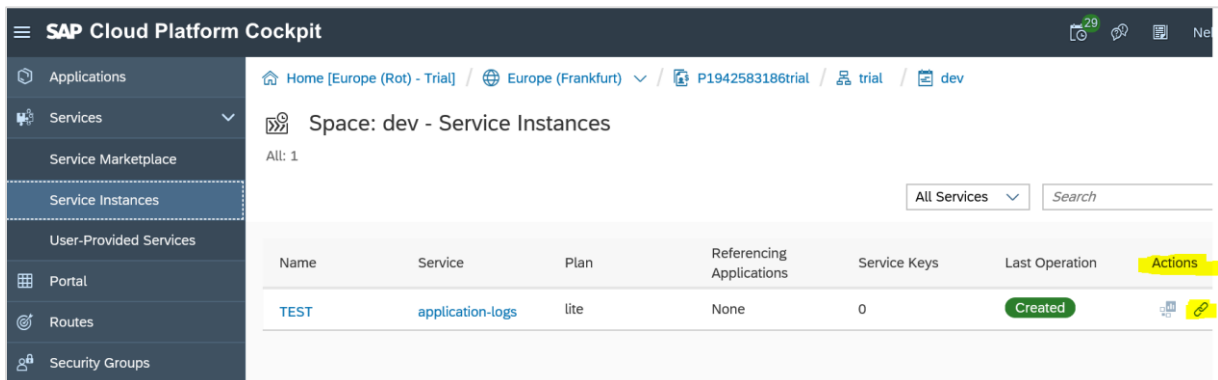 SAP Cloud Platform Cockpit
29
Applications
Services
Service Marketplace
Service Instances
User-Provided Services
Portal
Routes
Security Groups
Home [Europe (Rot) - Trial] / Europe (Frankfurt) / P1942583186trial / trial / dev
Space: dev - Service Instances
All: 1
All Services
Search
Name Service Plan Referencing Applications Service Keys Last Operation Actions
TEST application-logs lite None 0 Created